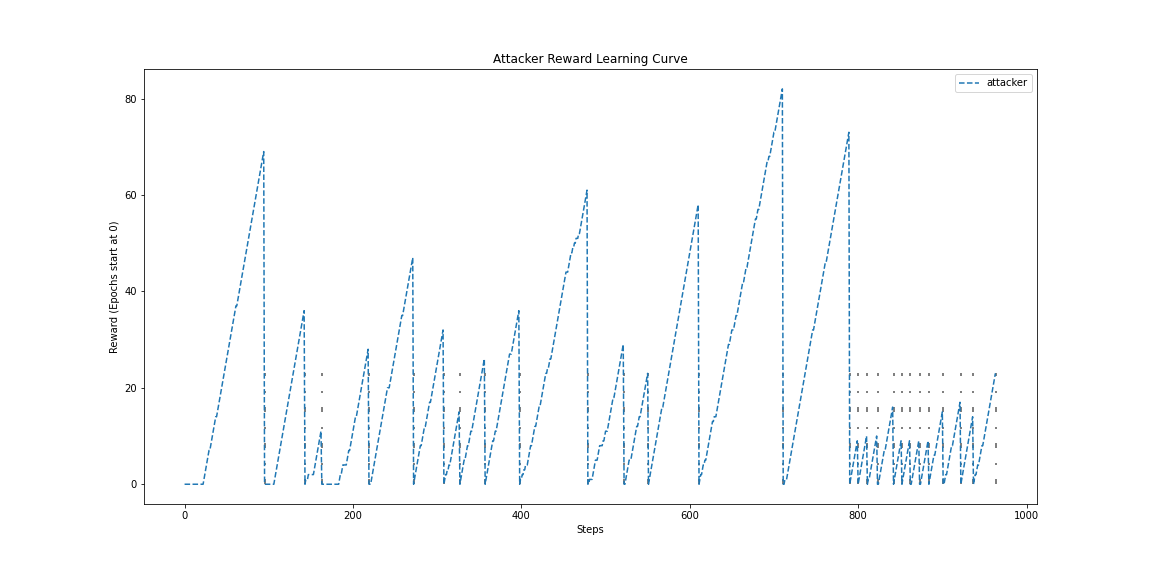 Attacker Reward Learning Curve
attacker
Reward (Epochs start at 0)
80
60
40
20
0
0 200 400 600 800 1000
Steps